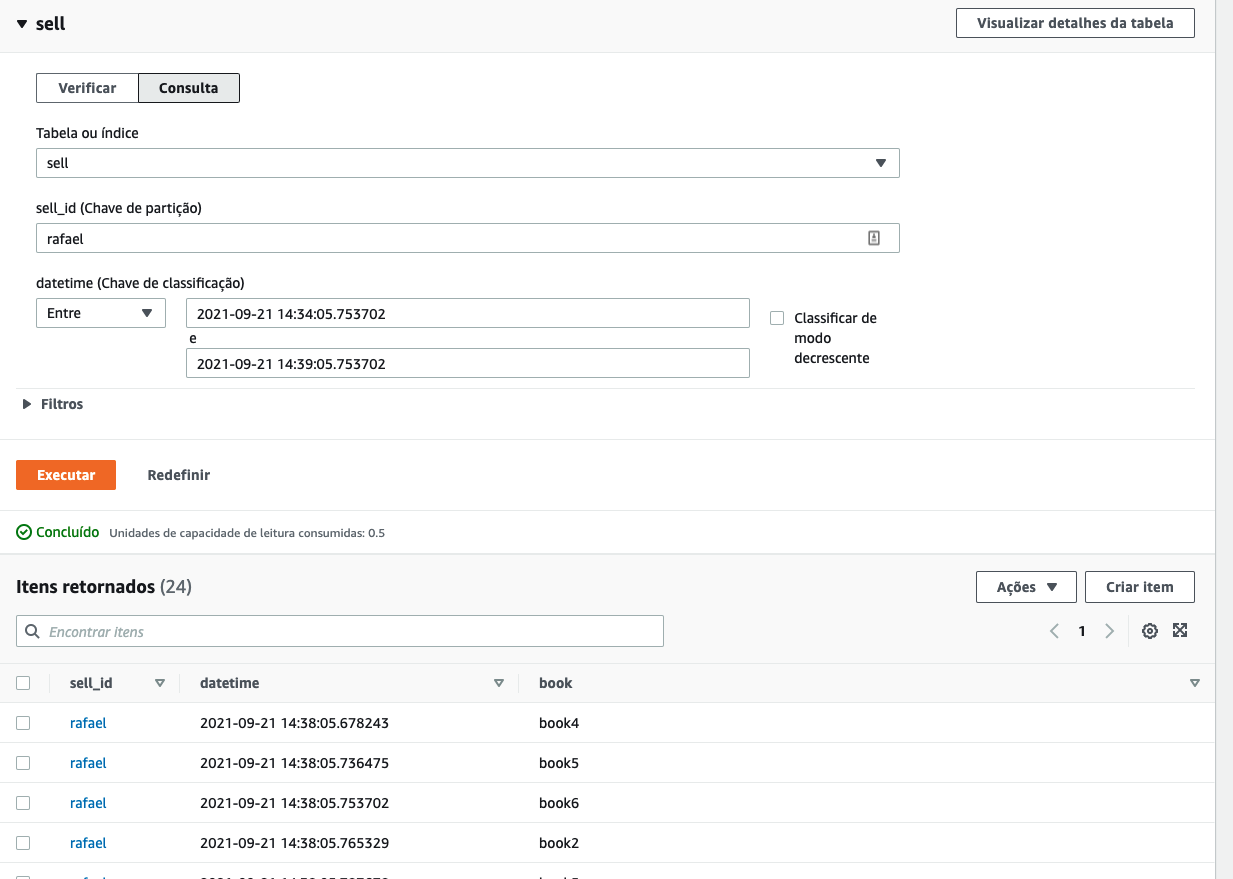 sell
Visualizar detalhes da tabela
Verificar
Consulta
Tabela ou índice
sell
sell_id (Chave de partição)
rafael
datetime (Chave de classificação)
Entre
2021-09-21 14:34:05.753702
e
2021-09-21 14:39:05.753702
Classificar de
modo
decrescente
Filtros
Executar
Redefinir
Concluído Unidades de capacidade de leitura consumidas: 0.5
Itens retornados (24)
Ações
Criar item
Encontrar itens
1
sell_id datetime book
rafael 2021-09-21 14:38:05.678243 book4
rafael 2021-09-21 14:38:05.736475 book5
rafael 2021-09-21 14:38:05.753702 book6
rafael 2021-09-21 14:38:05.765329 book2